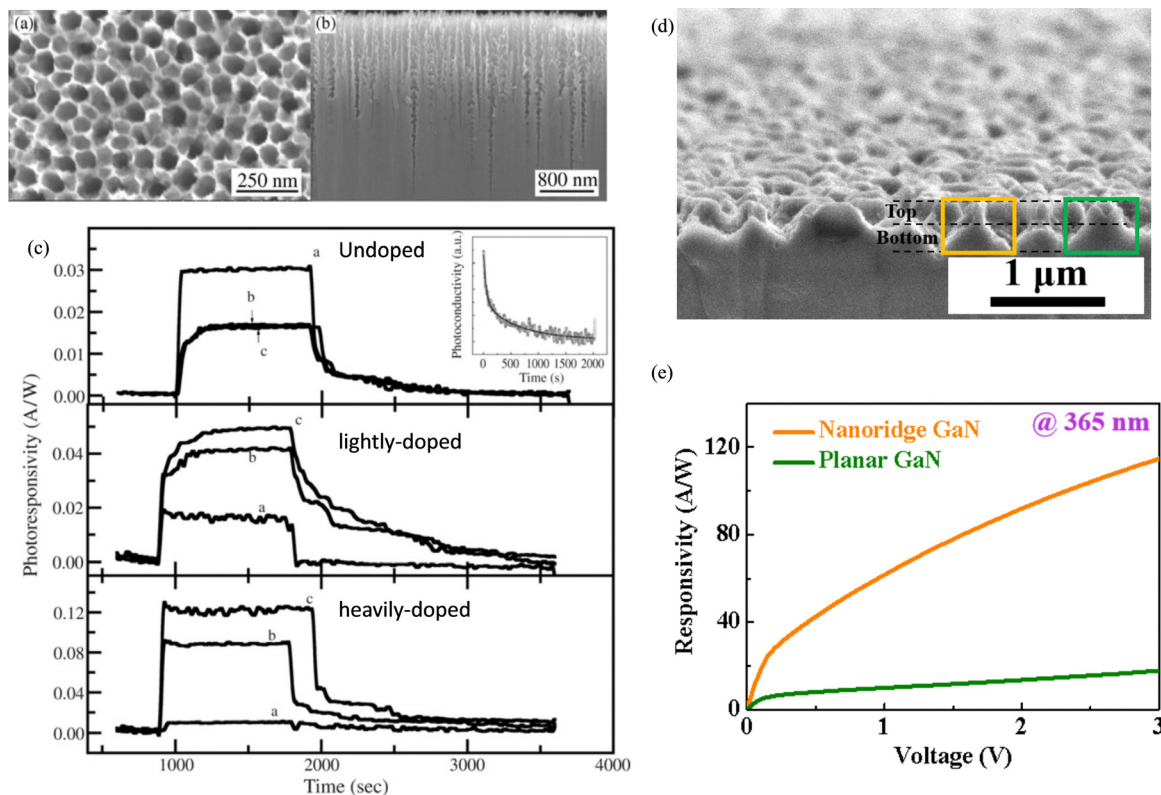 (a)
250 nm
(b)
800 nm
(c)
Undoped
a
b
c
0.03
0.02
0.01
0.00
Photoconductivity (a.u.)
0 500 1000 1500 2000
Time (s)
lightly-doped
c
b
a
0.04
0.02
0.00
heavily-doped
c
b
a
0.12
0.08
0.04
0.00
Photoresponsivity (A/W)
1000 2000 3000 4000
Time (sec)
(d)
Top
Bottom
1 μm
(e)
@ 365 nm
Nanoridge GaN
Planar GaN
120
80
40
0
Responsivity (A/W)
0 1 2 3
Voltage (V)